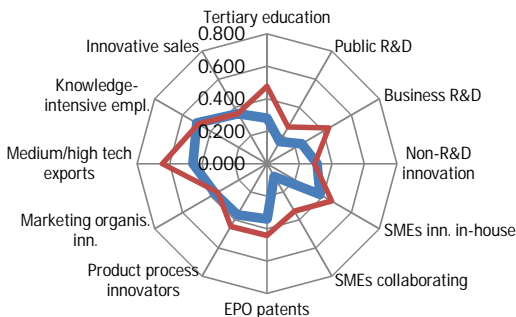 Tertiary education
0.800
Innovative sales
Public R&D
0.600
Knowledge-
intensive empl.
0.400
Business R&D
0.200
Medium/high tech
exports
0.000
Non-R&D
innovation
Marketing organis.
inn.
SMEs inn. in-house
Product process
innovators
SMEs collaborating
EPO patents